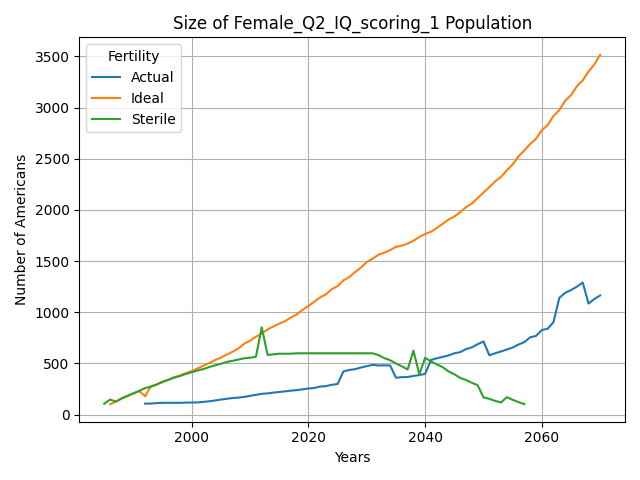 Size of Female_Q2_IQ_scoring_1 Population
Fertility
Actual
Ideal
Sterile
3500
3000
2500
2000
1500
1000
500
0
Number of Americans
2000 2020 2040 2060
Years